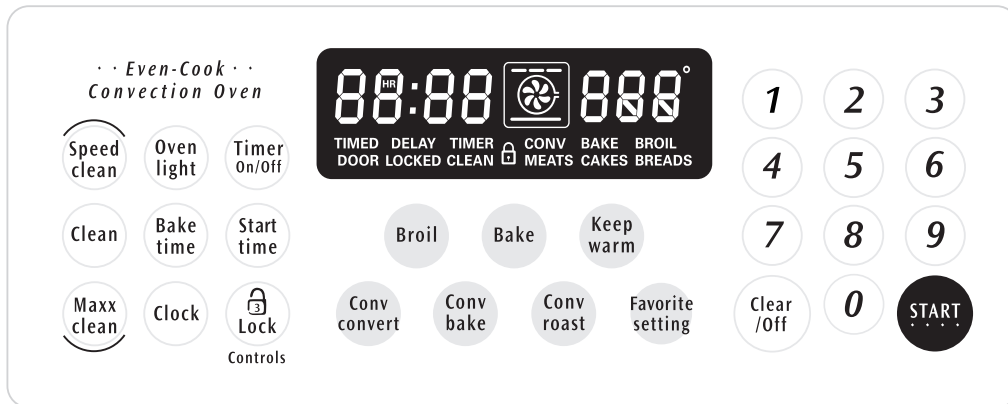 · · Even-Cook · ·
Convection Oven
Speed
clean
Oven
light
Timer
On/Off
Clean
Bake
time
Start
time
Maxx
clean
Clock
3
Lock
Controls
88:88
HR
888°
TIMED DELAY TIMER CONV BAKE BROIL
DOOR LOCKED CLEAN MEATS CAKES BREADS
Broil
Bake
Keep
warm
Conv
convert
Conv
bake
Conv
roast
Favorite
setting
1
2
3
4
5
6
7
8
9
Clear
/Off
0
START